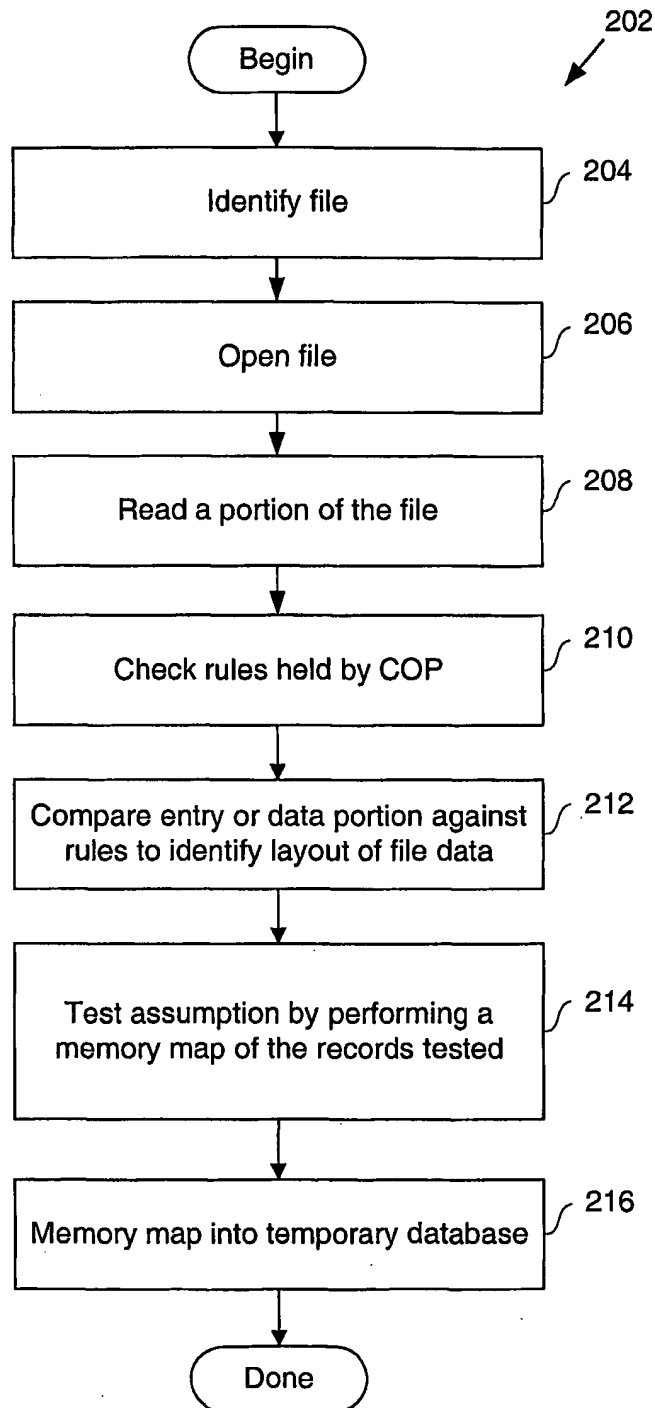 202
Begin
204
Identify file
206
Open file
208
Read a portion of the file
210
Check rules held by COP
212
Compare entry or data portion against
rules to identify layout of file data
214
Test assumption by performing a
memory map of the records tested
216
Memory map into temporary database
Done